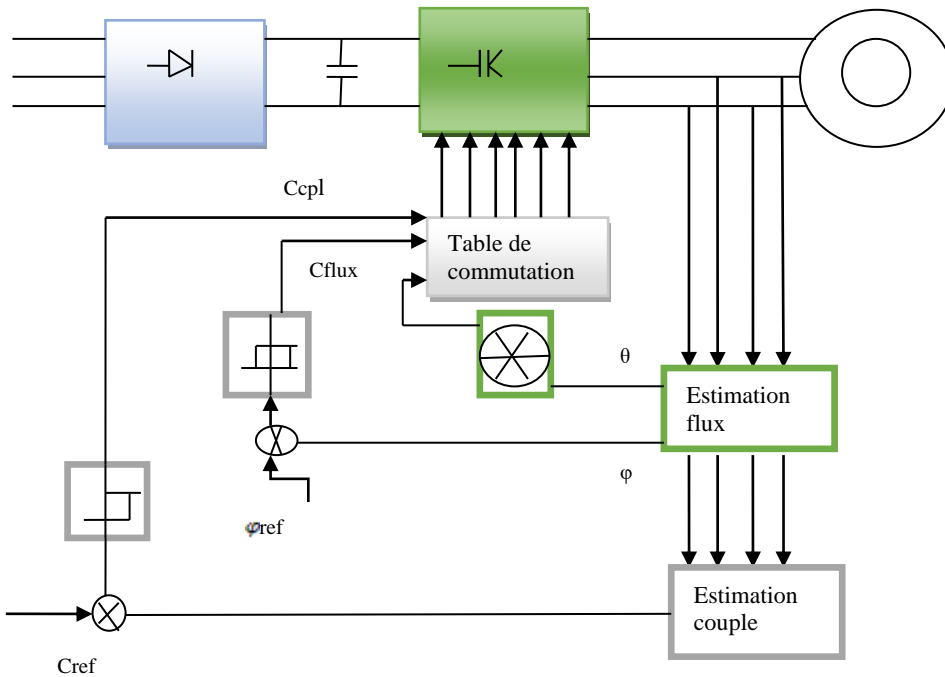 Ccpl
Table de
commutation
Cflux
θ
Estimation
flux
φ
φref
Estimation
couple
Cref